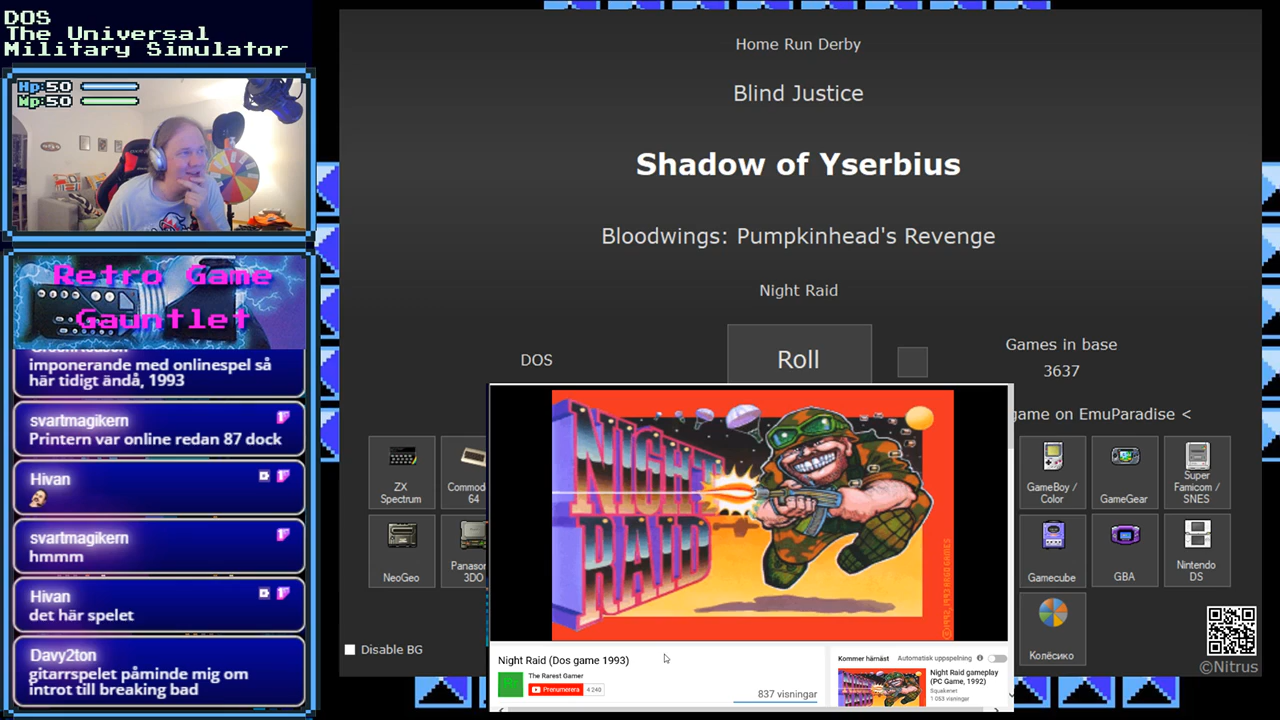 DOS
The Universal
Military Simulator
Hp:50
Mp:50
Retro Game
Gauntlet
imponerande med onlinespel så
här tidigt ändå, 1993
svartmagikern
Printern var online redan 87 dock
Hivan
svartmagikern
hmmm
Hivan
det här spelet
Davy2ton
gitarrspelet påminde mig om
introt till breaking bad
Home Run Derby
Blind Justice
Shadow of Yserbius
Bloodwings: Pumpkinhead's Revenge
Night Raid
DOS
Roll
Games in base
3637
game on EmuParadise <
ZX
Spectrum
Commod
64
NeoGeo
Panaso
3DO
GameBoy /
Color
GameGear
Super
Famicom /
SNES
Gamecube
GBA
Nintendo
DS
Колёсико
Disable BG
©Nitrus
NIGHT
RAID
Night Raid (Dos game 1993)
The Rarest Gamer
Prenumerera
4 240
837 visningar
Kommer härnäst
Automatisk uppspelning
Night Raid gameplay
(PC Game, 1992)
Squakenet
1 053 visningar